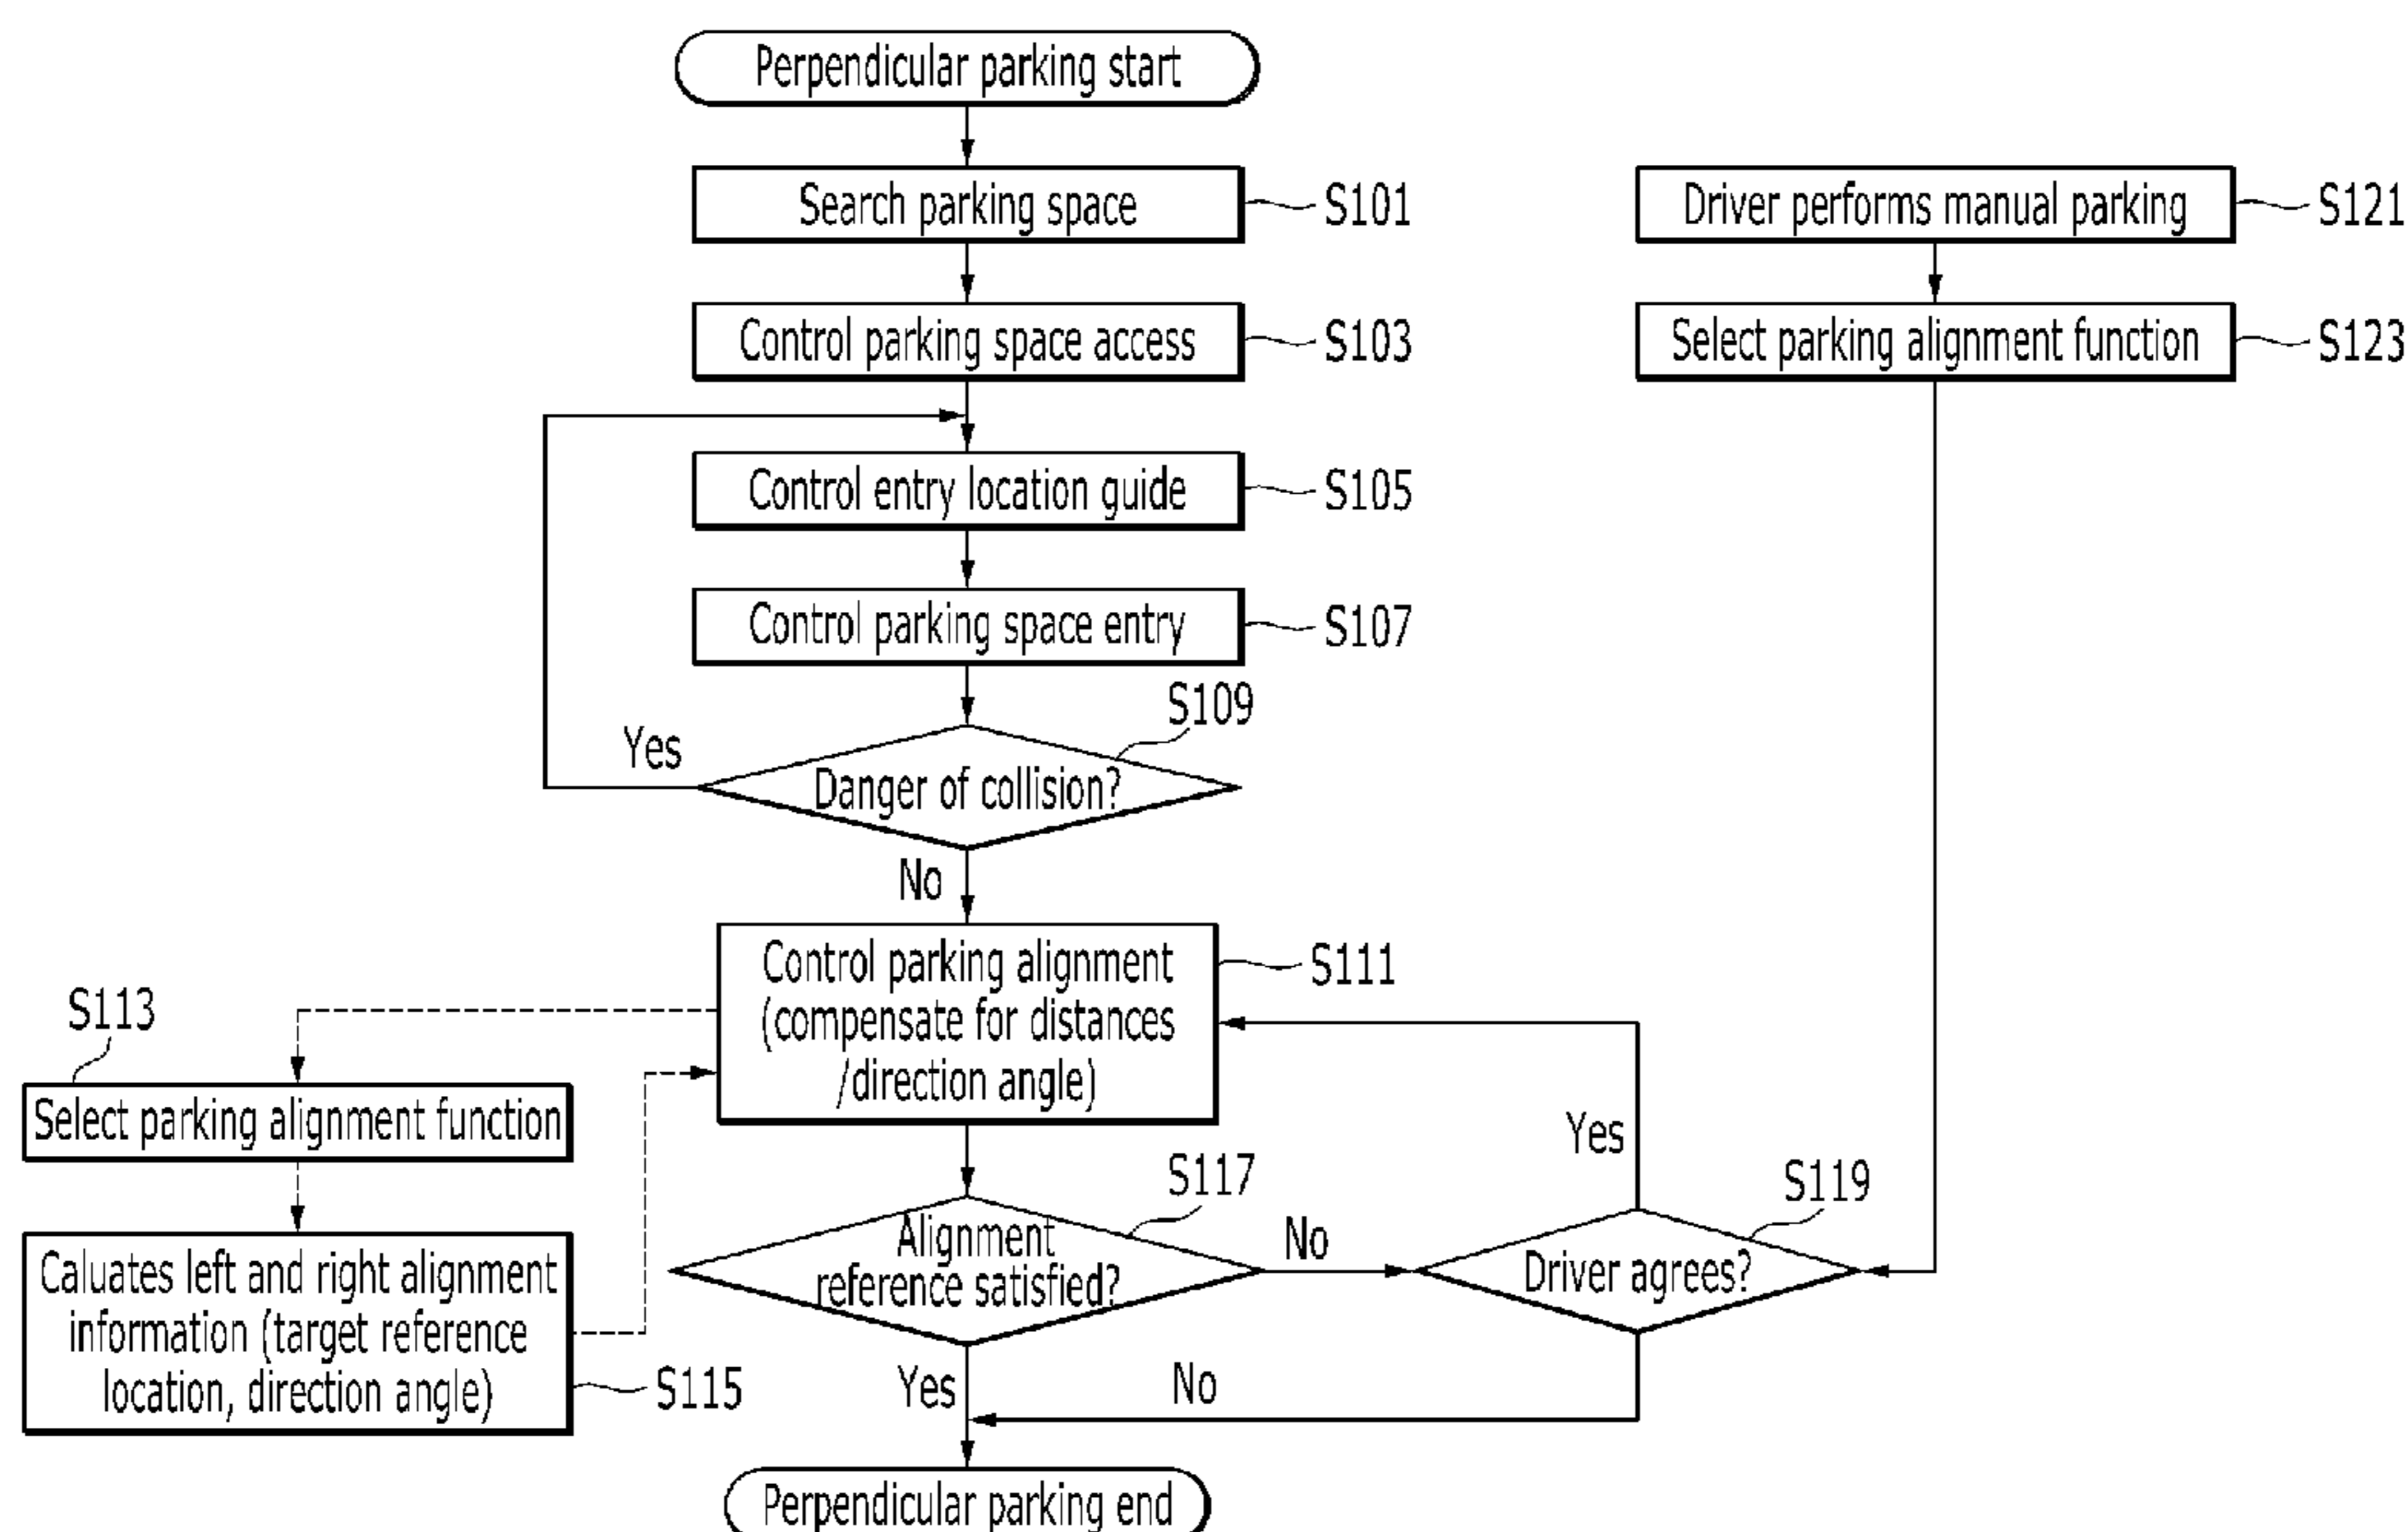 Perpendicular parking start
Search parking space
S101
Driver performs manual parking
S121
Control parking space access
S103
Select parking alignment function
S123
Control entry location guide
S105
Control parking space entry
S107
S109
Yes
Danger of collision?
No
Control parking alignment
(compensate for distances
/direction angle)
S111
S113
Select parking alignment function
Yes
S117
S119
Alignment
reference satisfied?
No
Driver agrees?
Caluates left and right alignment
information (target reference
location, direction angle)
S115
Yes
No
Perpendicular parking end